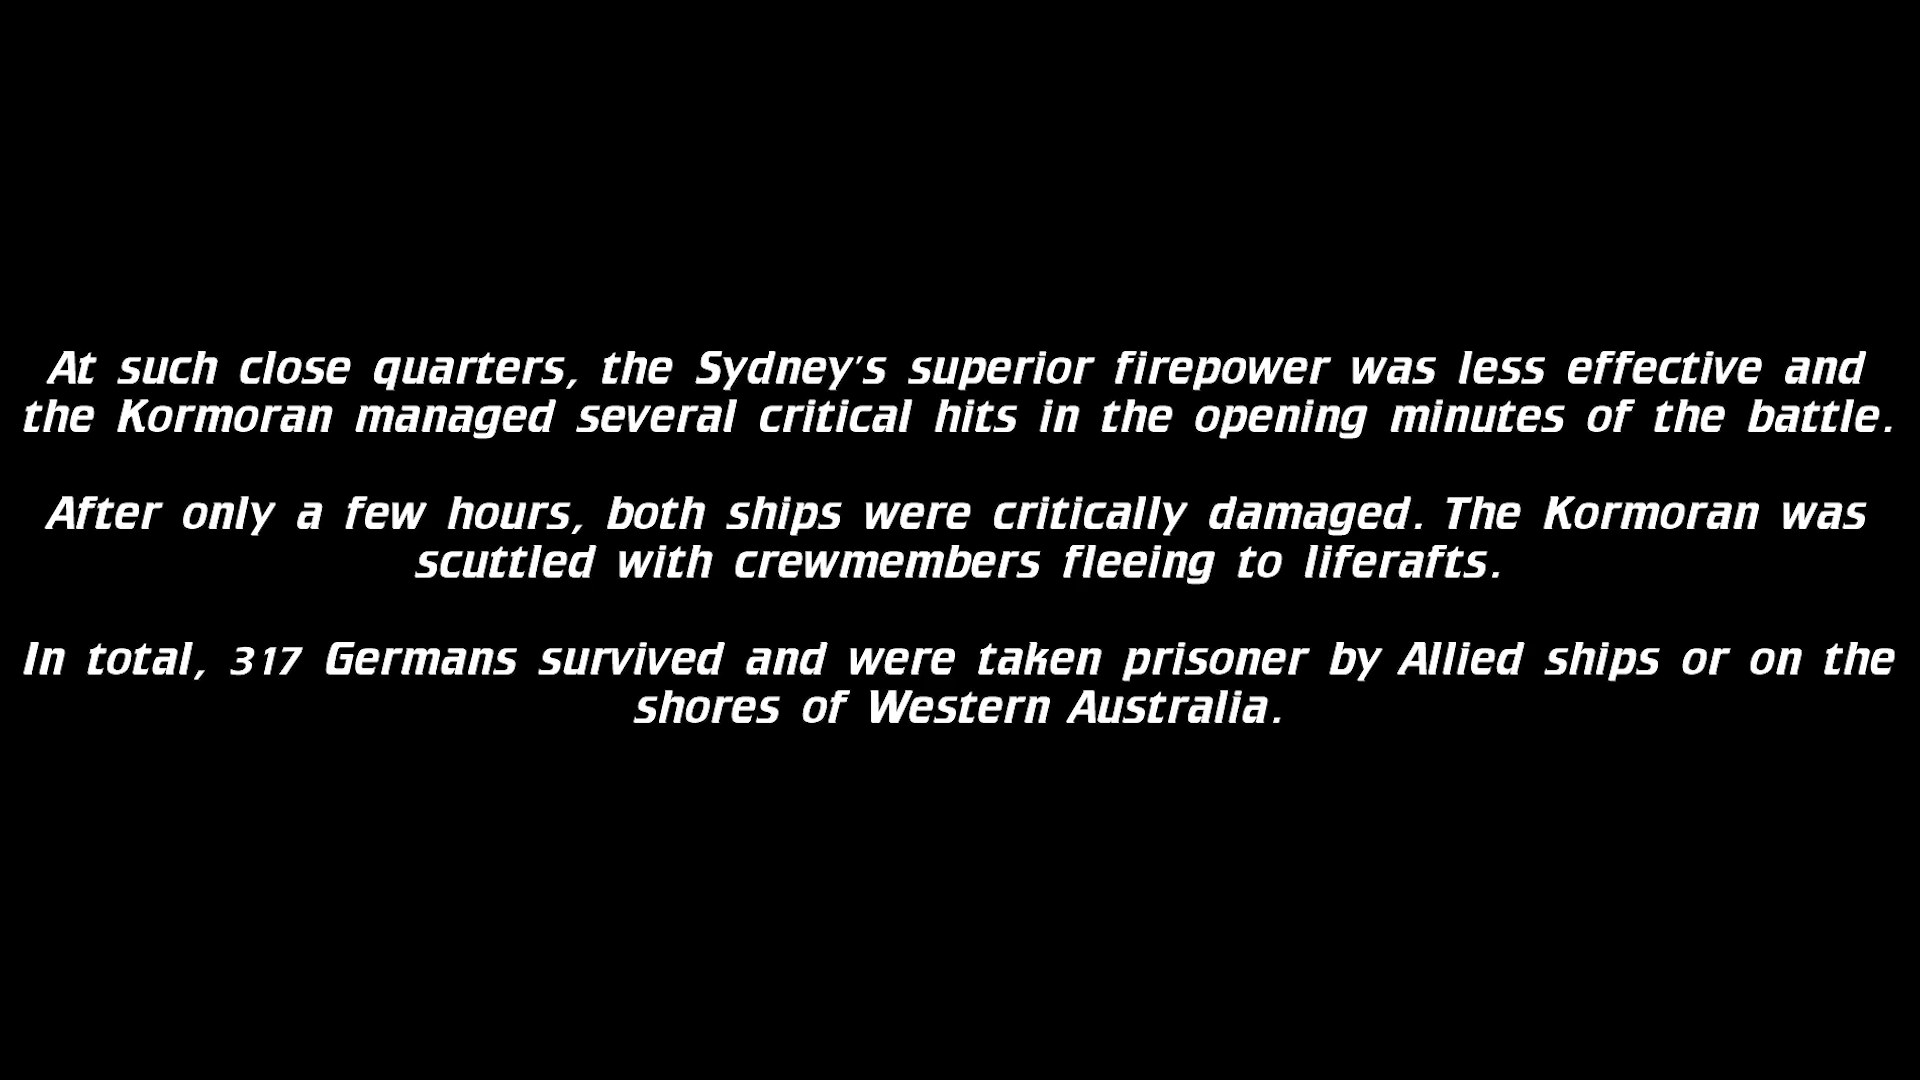 At such close quarters, the Sydney's superior firepower was less effective and
the Kormoran managed several critical hits in the opening minutes of the battle.
After only a few hours, both ships were critically damaged. The Kormoran was
scuttled with crewmembers fleeing to liferafts.
In total, 317 Germans survived and were taken prisoner by Allied ships or on the
shores of Western Australia.